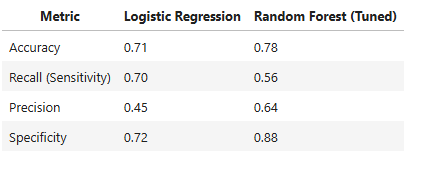 Metric Logistic Regression Random Forest (Tuned)
Accuracy 0.71 0.78
Recall (Sensitivity) 0.70 0.56
Precision 0.45 0.64
Specificity 0.72 0.88